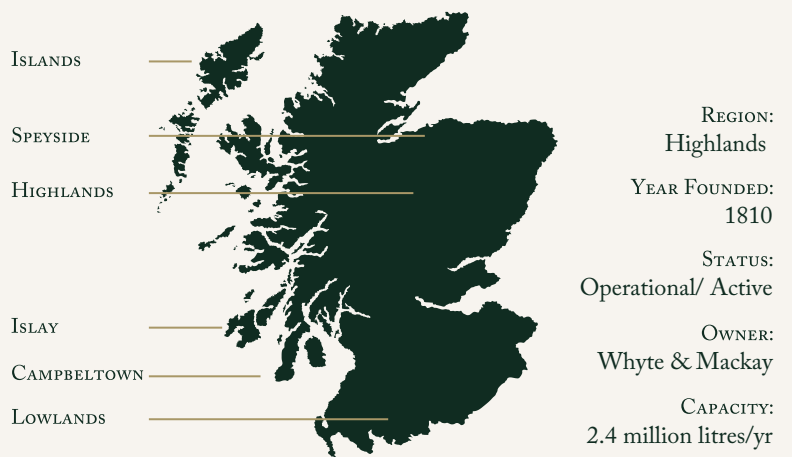 Islands
Speyside
Highlands
Islay
Campbeltown
Lowlands
Region:
Highlands
Year Founded:
1810
Status:
Operational/ Active
Owner:
Whyte & Mackay
Capacity:
2.4 million litres/yr